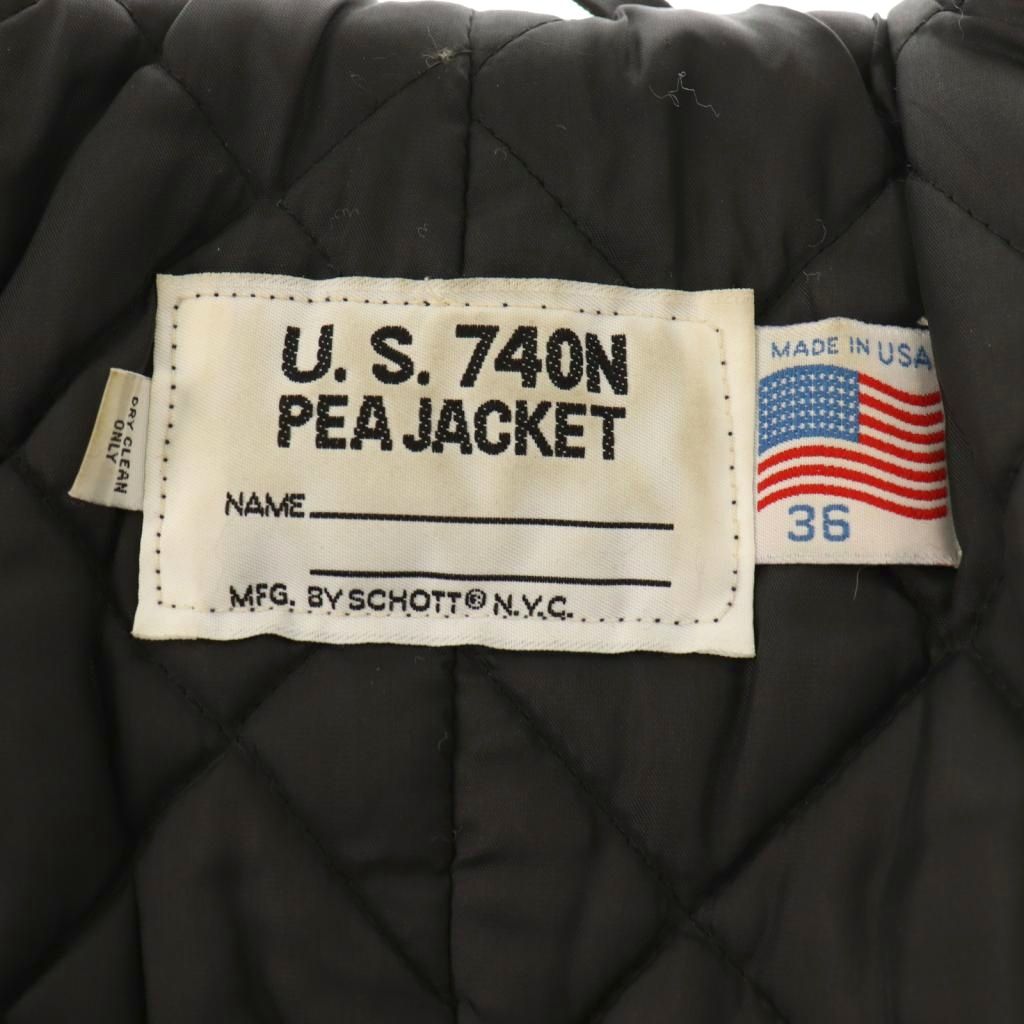 U. S. 740N
PEA JACKET
NAME
MFG. BY SCHOTT® N.Y.C.
DRY CLEAN
ONLY
MADE IN USA
36